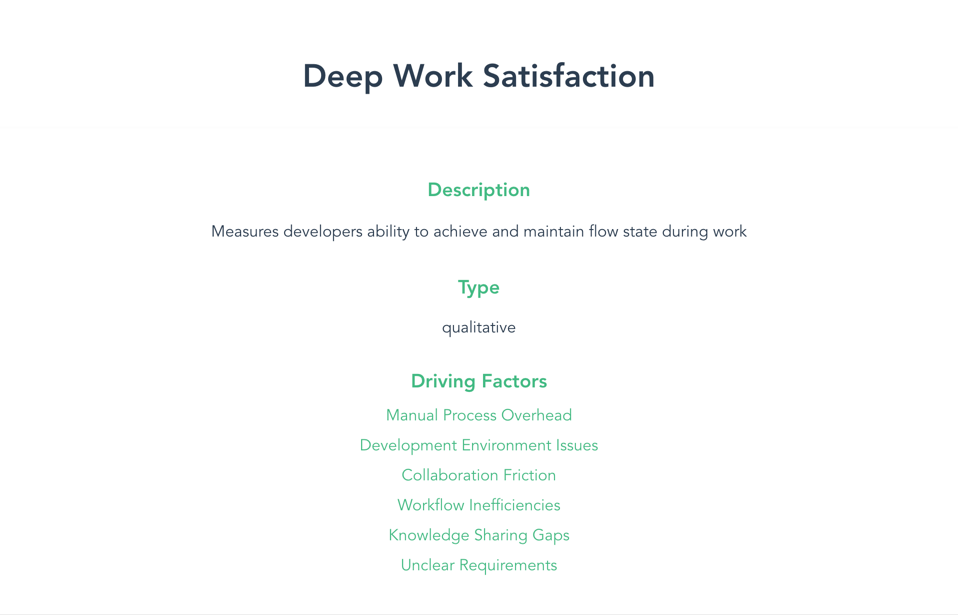 Deep Work Satisfaction
Description
Measures developers ability to achieve and maintain flow state during work
Type
qualitative
Driving Factors
Manual Process Overhead
Development Environment Issues
Collaboration Friction
Workflow Inefficiencies
Knowledge Sharing Gaps
Unclear Requirements